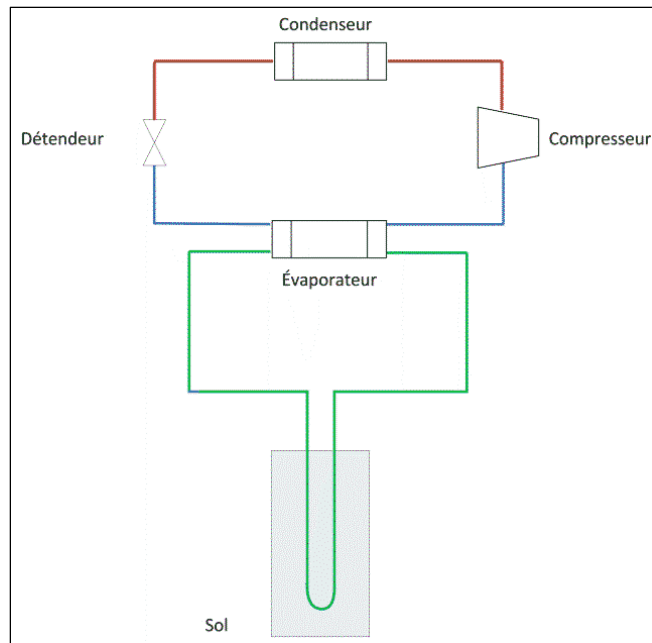 Condenseur
Détendeur
Compresseur
Évaporateur
Sol